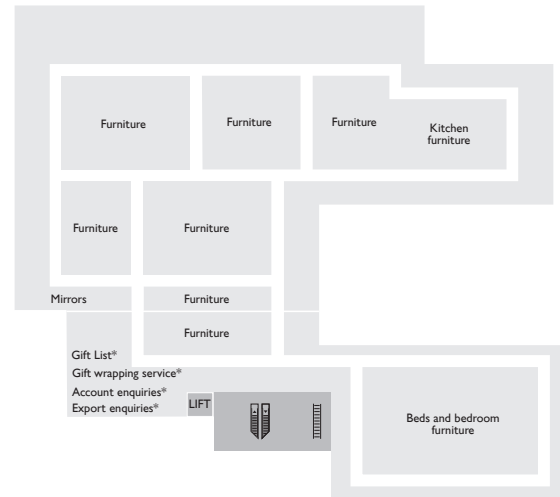 Furniture
Furniture
Furniture
Kitchen
furniture
Furniture
Furniture
Mirrors
Furniture
Furniture
Gift List*
Gift wrapping service*
Account enquiries*
Export enquiries*
LIFT
Beds and bedroom
furniture